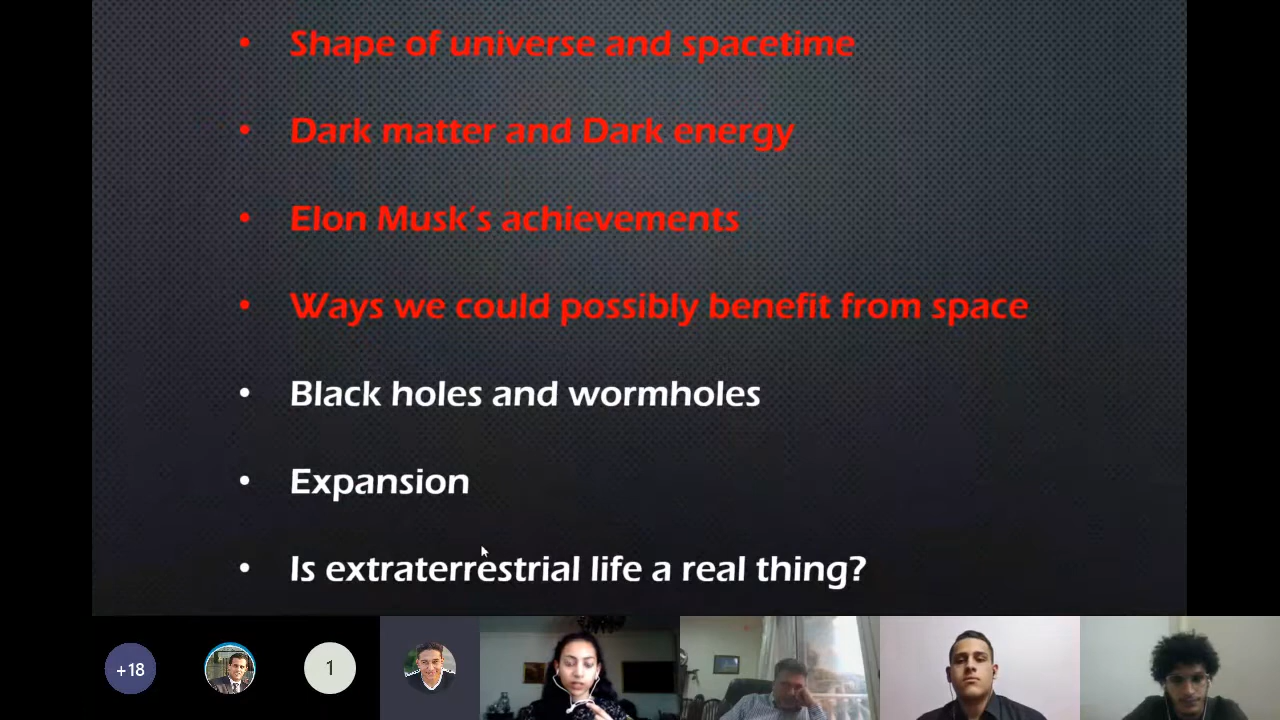 • Shape of universe and spacetime
• Dark matter and Dark energy
• Elon Musk's achievements
• Ways we could possibly benefit from space
• Black holes and wormholes
• Expansion
• Is extraterrestrial life a real thing?
+18
1